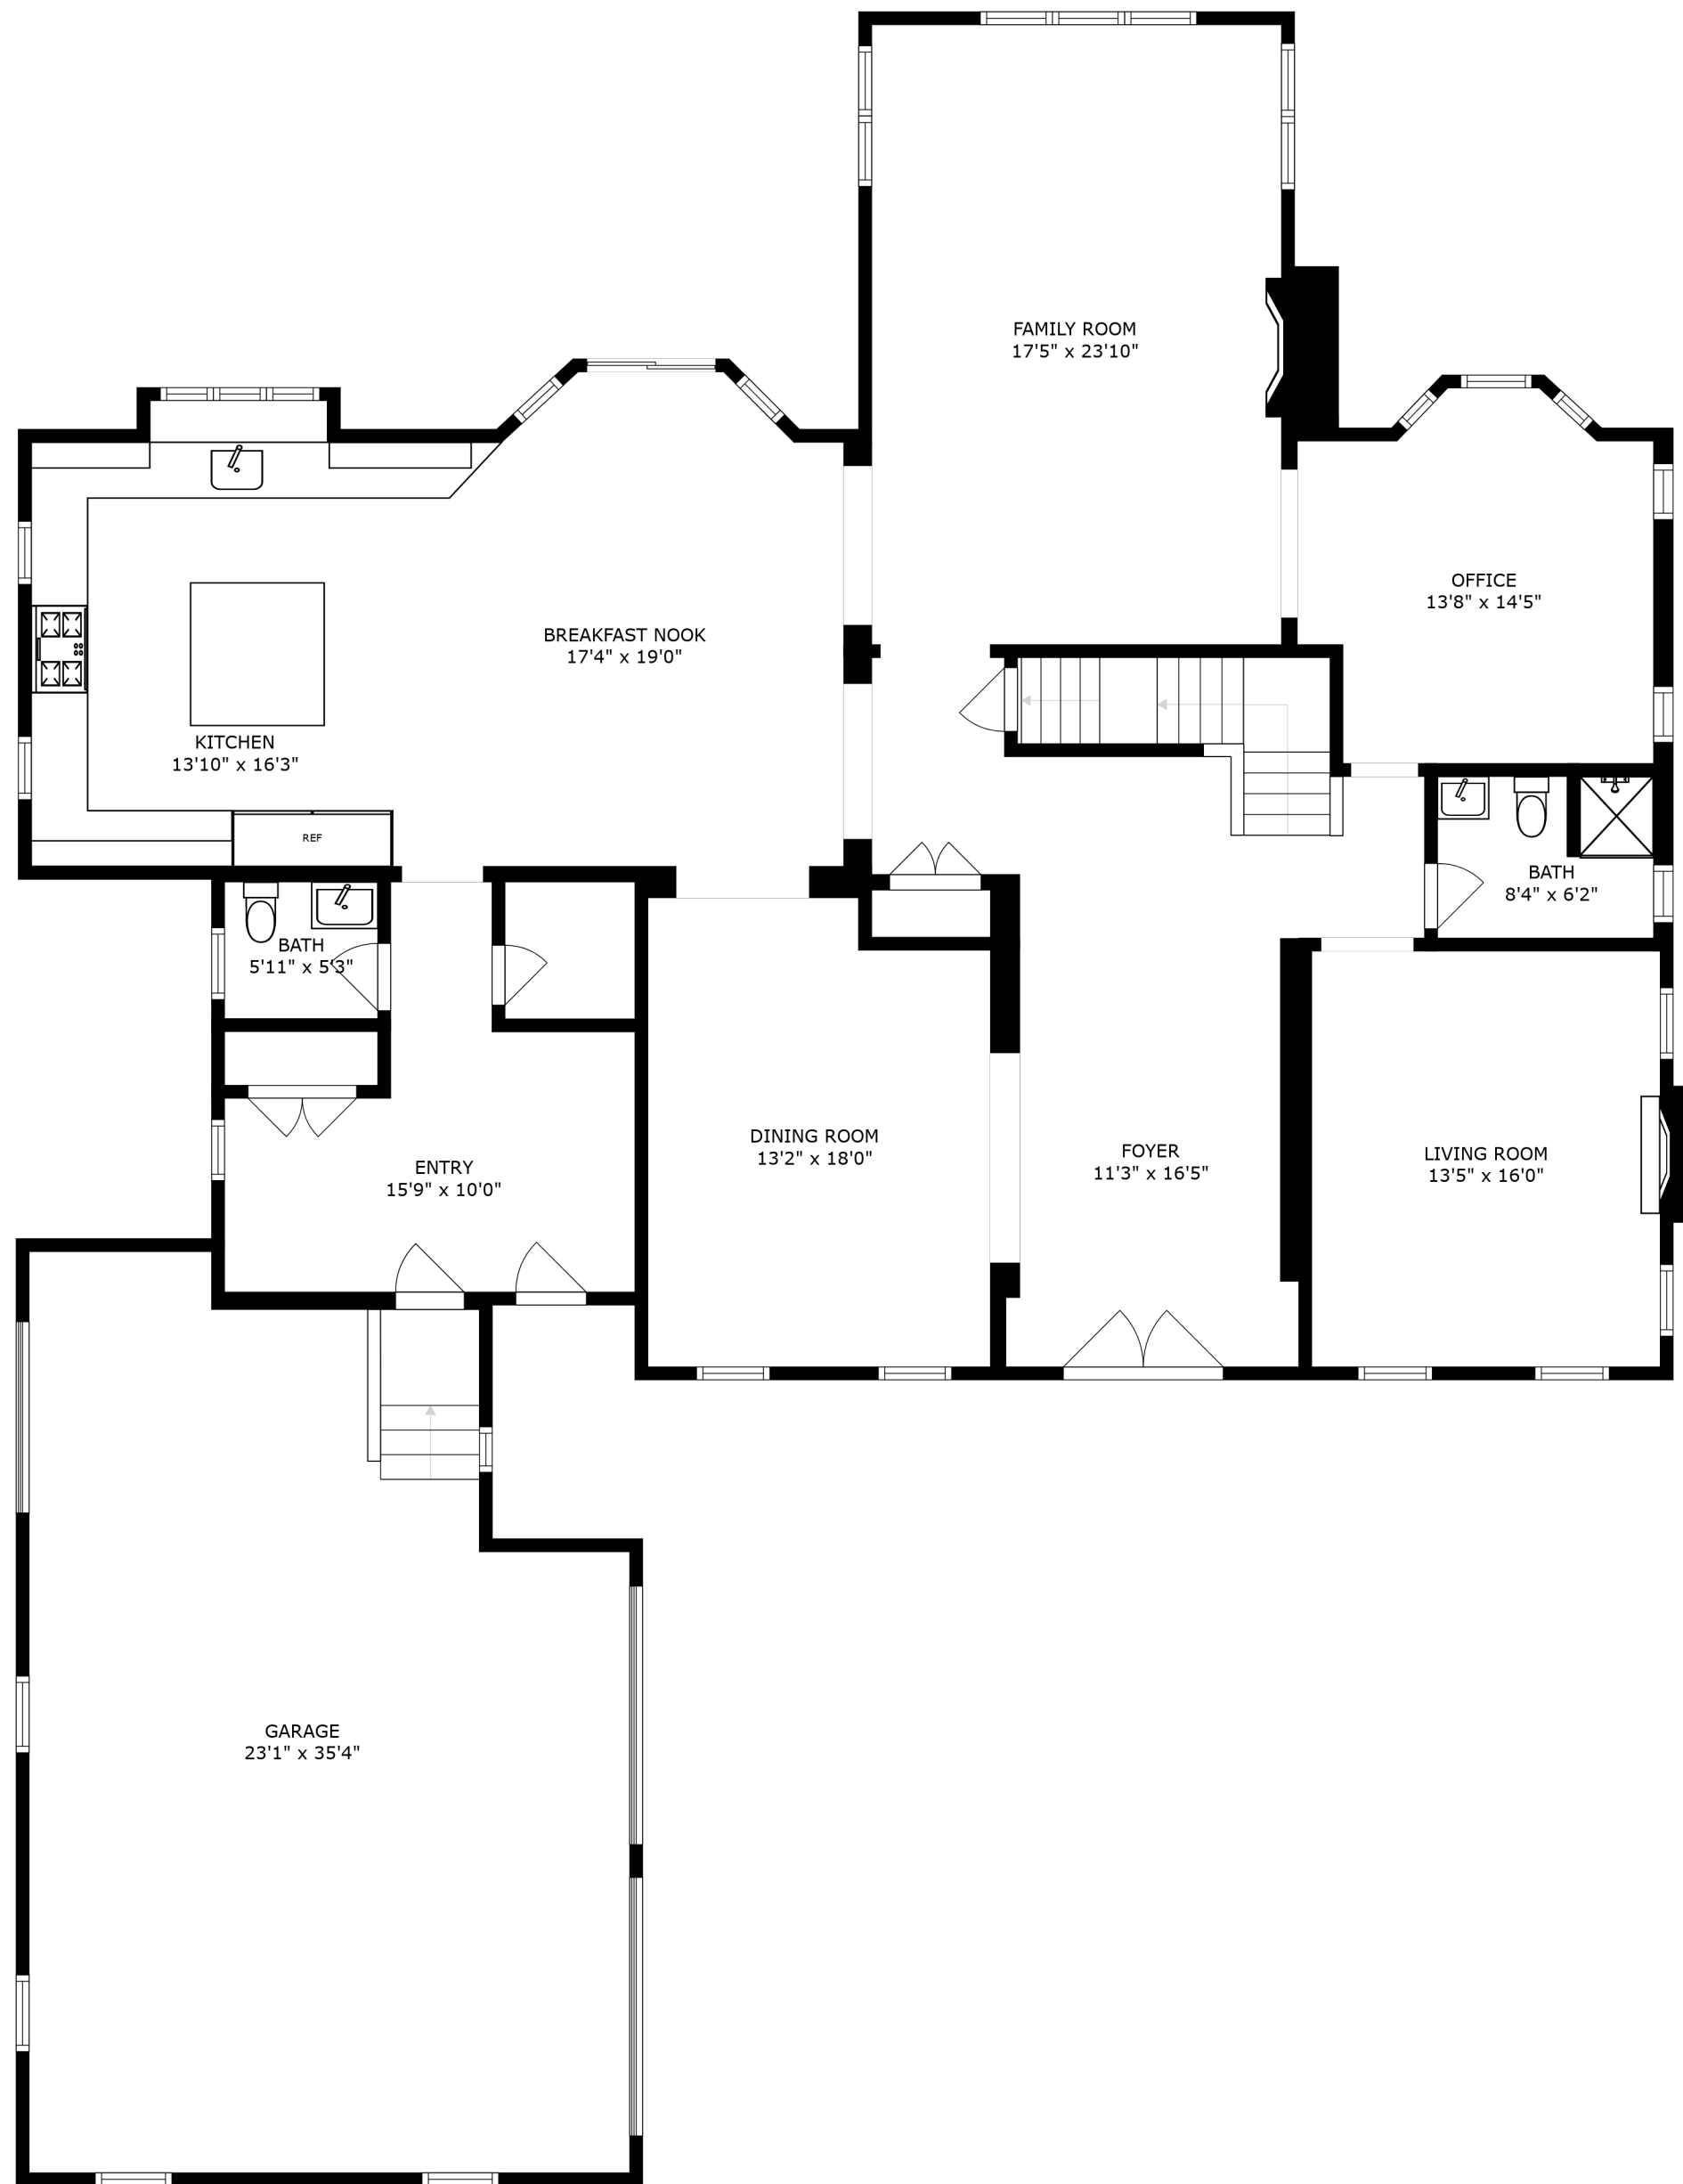 FAMILY ROOM
17'5" x 23'10"
OFFICE
13'8" x 14'5"
BREAKFAST NOOK
17'4" x 19'0"
KITCHEN
13'10" x 16'3"
REF
BATH
8'4" x 6'2"
BATH
5'11" x 5'3"
DINING ROOM
13'2" x 18'0"
FOYER
11'3" x 16'5"
LIVING ROOM
13'5" x 16'0"
ENTRY
15'9" x 10'0"
GARAGE
23'1" x 35'4"